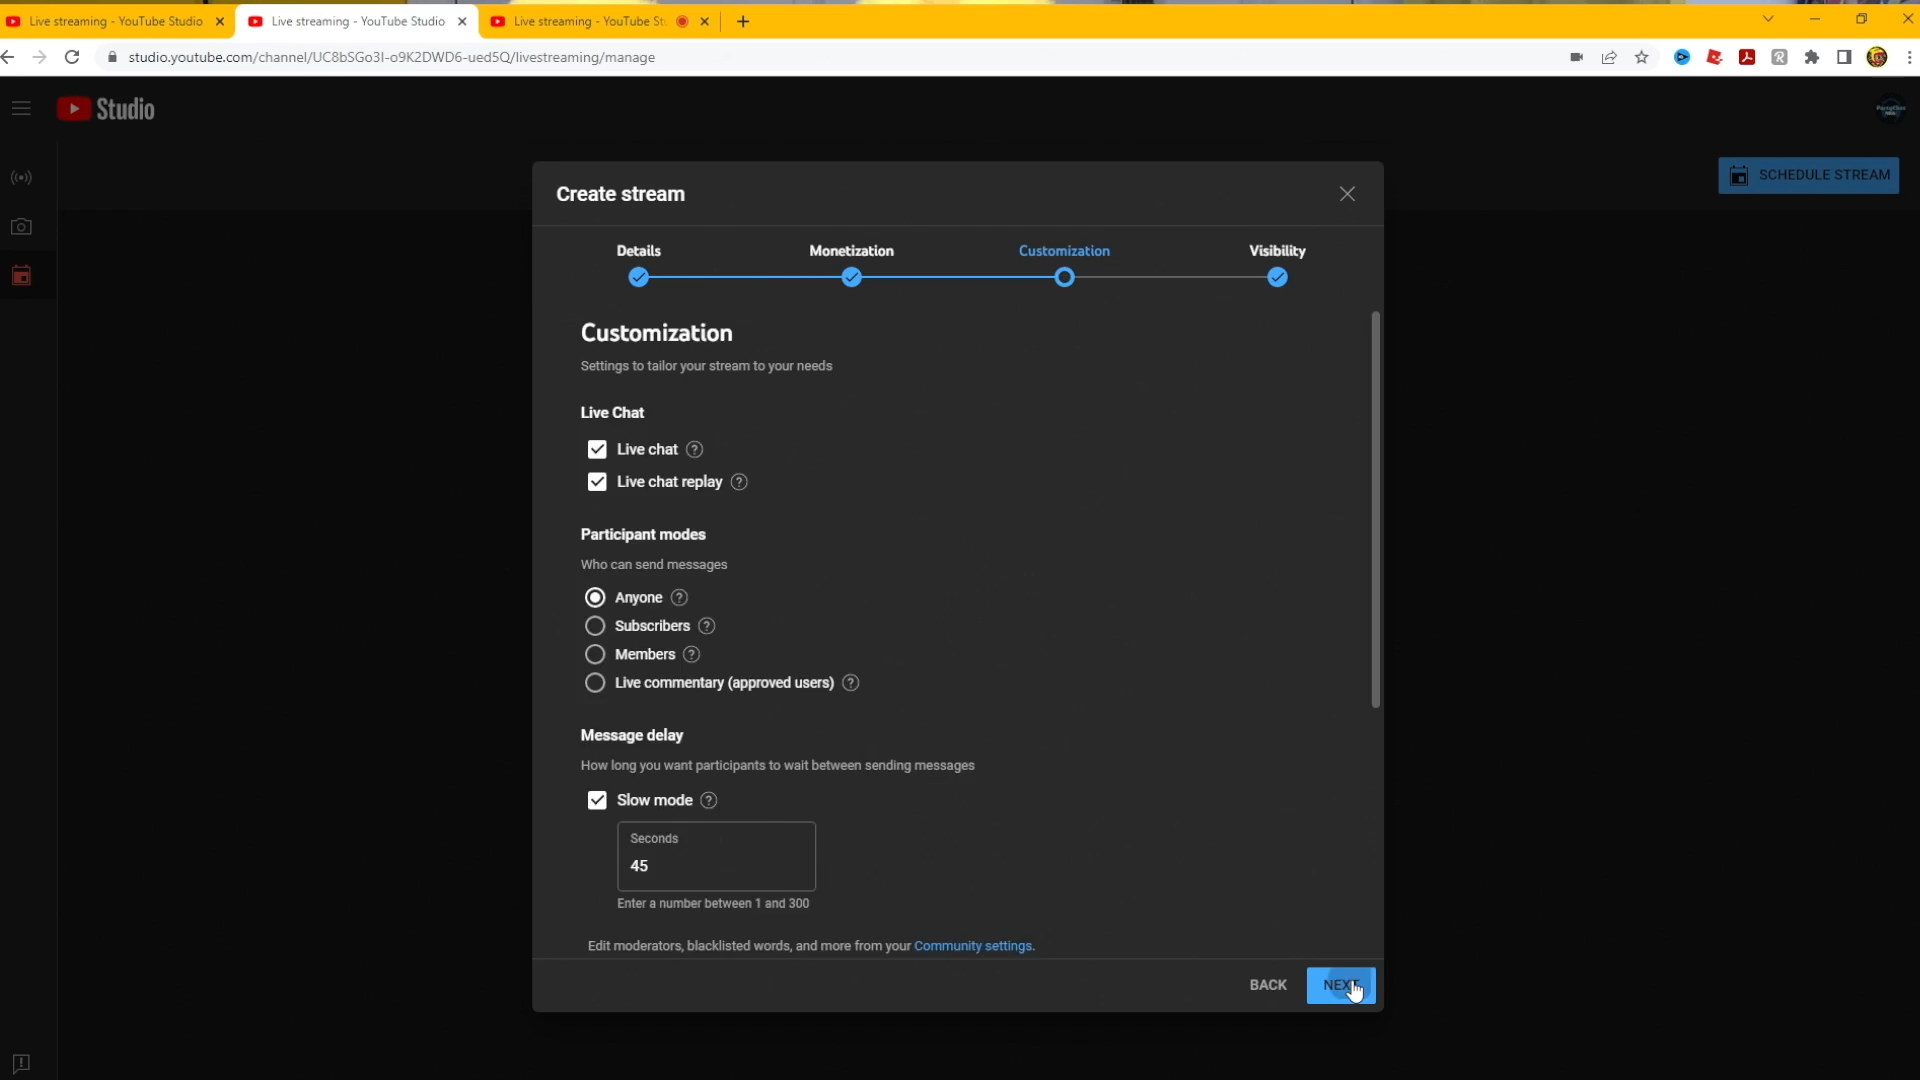 Live streaming - YouTube Studio
Live streaming - YouTube Studio
Live streaming - YouTube St
studio.youtube.com/channel/UC8bSGo3I-o9K2DWD6-ued5Q/livestreaming/manage
Studio
SCHEDULE STREAM
Create stream
Details
Monetization
Customization
Visibility
Customization
Settings to tailor your stream to your needs
Live Chat
Live chat
Live chat replay
Participant modes
Who can send messages
Anyone
Subscribers
Members
Live commentary (approved users)
Message delay
How long you want participants to wait between sending messages
Slow mode
Seconds
45
Enter a number between 1 and 300
Edit moderators, blacklisted words, and more from your Community settings.
BACK
NEXT